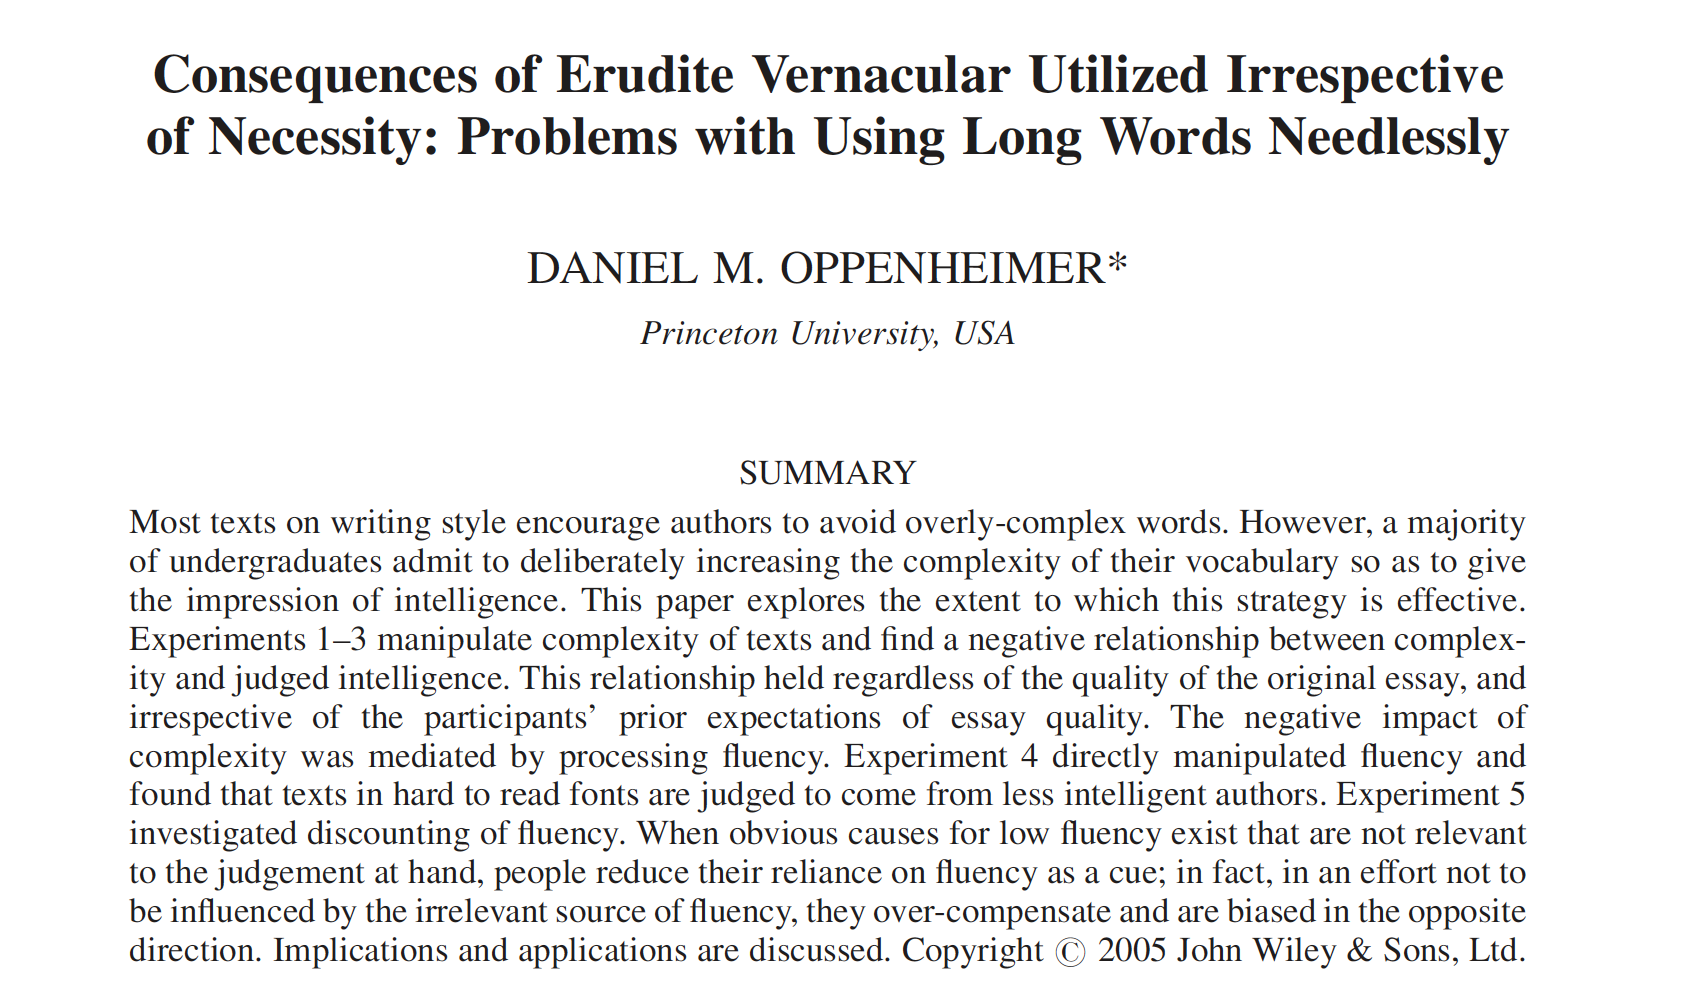 Consequences of Erudite Vernacular Utilized Irrespective
of Necessity: Problems with Using Long Words Needlessly
DANIEL M. OPPENHEIMER*
Princeton University, USA
SUMMARY
Most texts on writing style encourage authors to avoid overly-complex words. However, a majority
of undergraduates admit to deliberately increasing the complexity of their vocabulary so as to give
the impression of intelligence. This paper explores the extent to which this strategy is effective.
Experiments 1–3 manipulate complexity of texts and find a negative relationship between complex-
ity and judged intelligence. This relationship held regardless of the quality of the original essay, and
irrespective of the participants’ prior expectations of essay quality. The negative impact of
complexity was mediated by processing fluency. Experiment 4 directly manipulated fluency and
found that texts in hard to read fonts are judged to come from less intelligent authors. Experiment 5
investigated discounting of fluency. When obvious causes for low fluency exist that are not relevant
to the judgement at hand, people reduce their reliance on fluency as a cue; in fact, in an effort not to
be influenced by the irrelevant source of fluency, they over-compensate and are biased in the opposite
direction. Implications and applications are discussed. Copyright © 2005 John Wiley & Sons, Ltd.